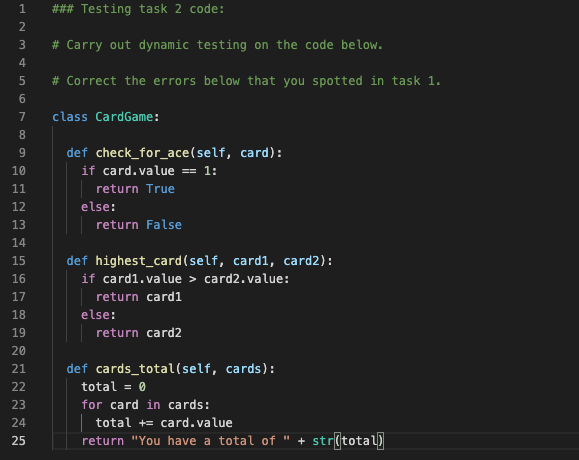 1 ### Testing task 2 code:
2
3 # Carry out dynamic testing on the code below.
4
5 # Correct the errors below that you spotted in task 1.
6
7 class CardGame:
8
9   def check_for_ace(self, card):
10     if card.value == 1:
11       return True
12     else:
13       return False
14
15   def highest_card(self, card1, card2):
16     if card1.value > card2.value:
17       return card1
18     else:
19       return card2
20
21   def cards_total(self, cards):
22     total = 0
23     for card in cards:
24       total += card.value
25     return "You have a total of " + str(total)